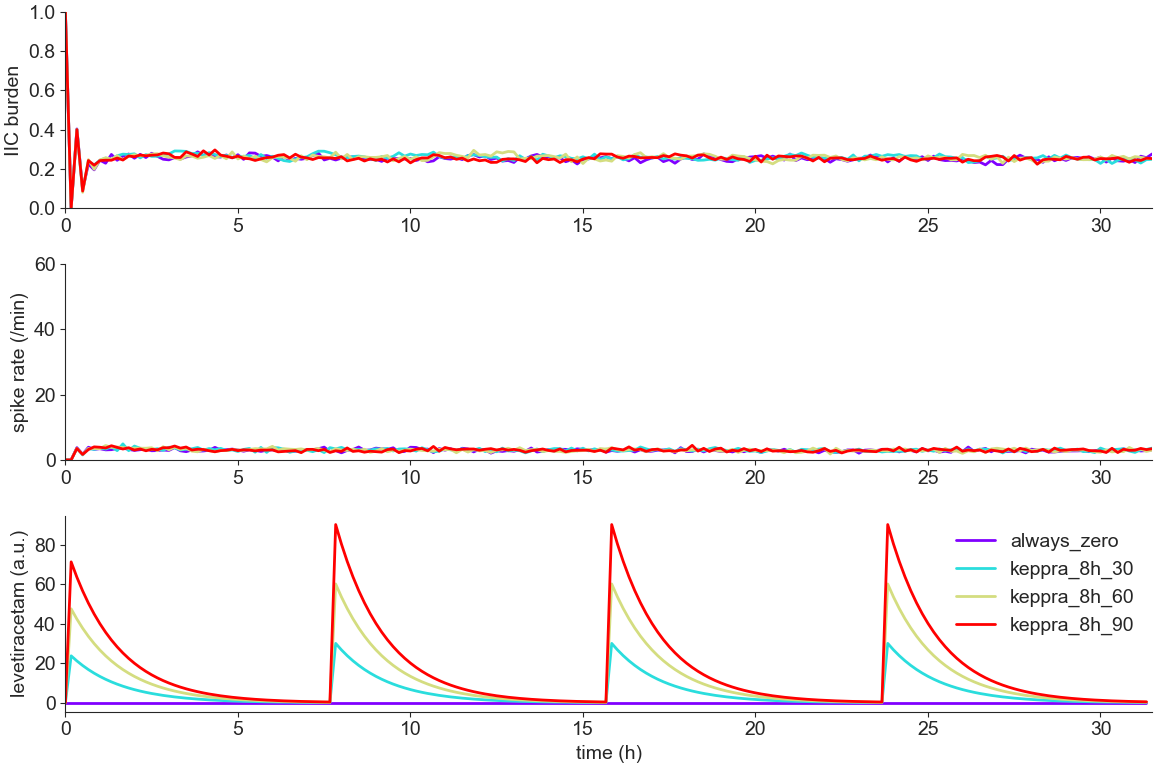 IIC burden
1.0
0.8
0.6
0.4
0.2
0.0
0 5 10 15 20 25 30
spike rate (/min)
60
40
20
0
0 5 10 15 20 25 30
levetiracetam (a.u.)
80
60
40
20
0
always_zero
keppra_8h_30
keppra_8h_60
keppra_8h_90
0 5 10 15 20 25 30
time (h)